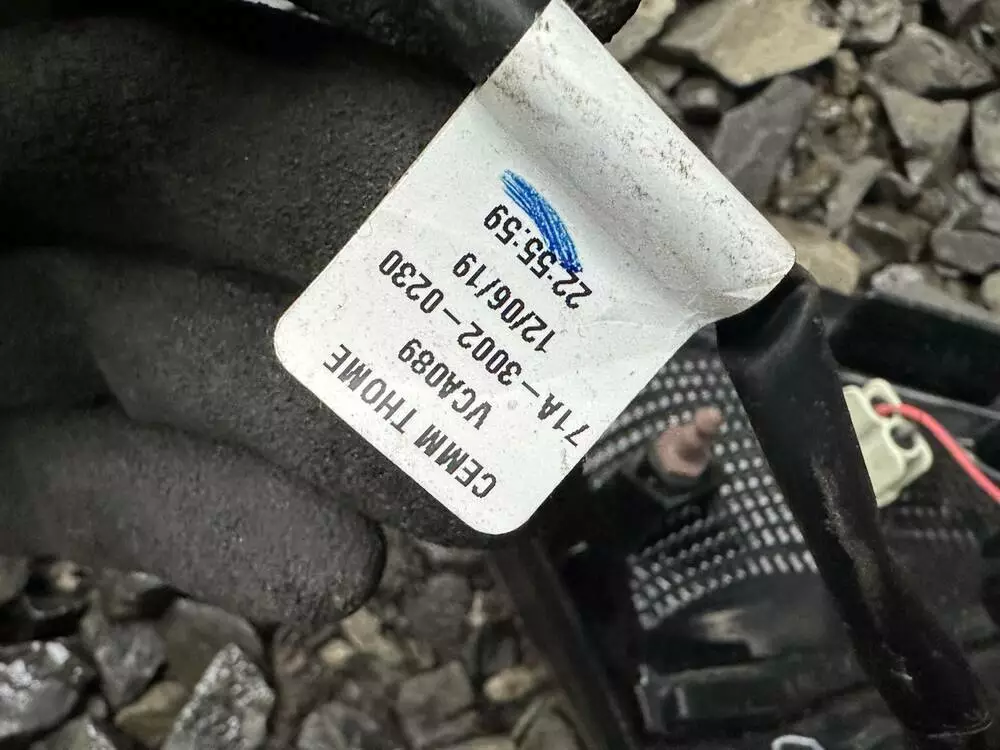 CEMM THOME
VCA089
71A-3002-0230
12/06/19
22:55:59